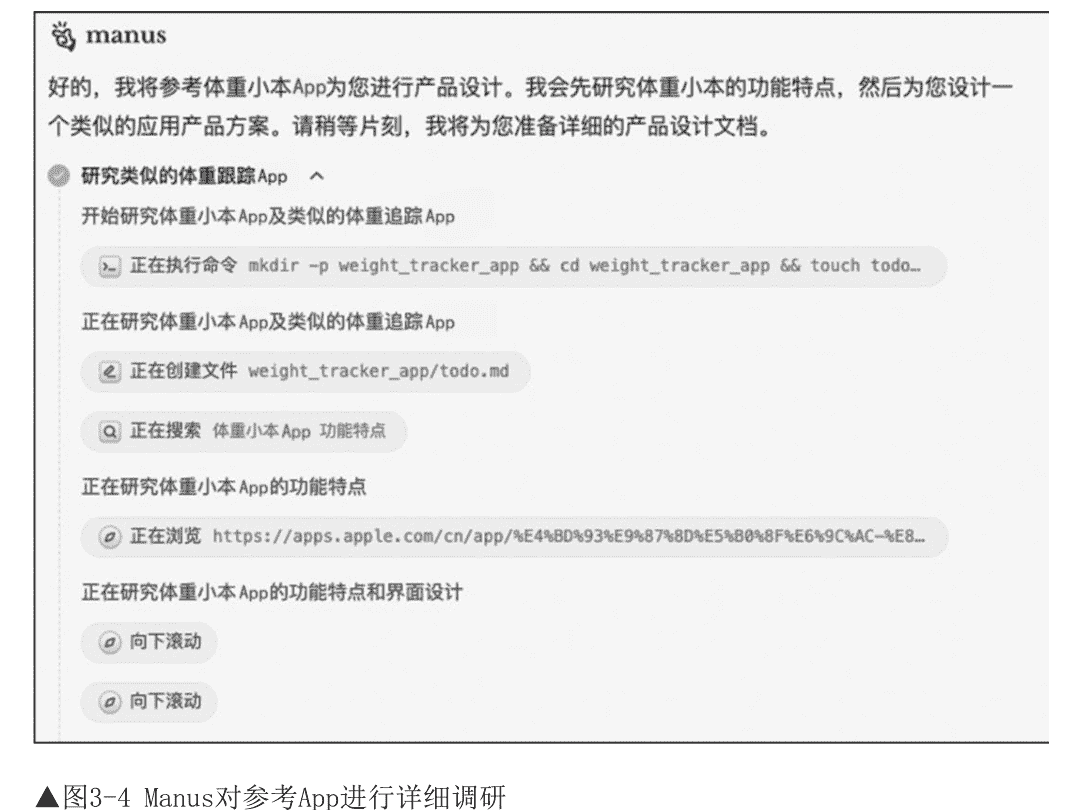 manus
好的，我将参考体重小本App为您进行产品设计。我会先研究体重小本的功能特点，然后为您设计一
个类似的应用产品方案。请稍等片刻，我将为您准备详细的产品设计文档。
研究类似的体重跟踪App
开始研究体重小本App及类似的体重追踪App
正在执行命令 mkdir -p weight_tracker_app && cd weight_tracker_app && touch todo…
正在研究体重小本App及类似的体重追踪App
正在创建文件 weight_tracker_app/todo.md
正在搜索 体重小本App 功能特点
正在研究体重小本App的功能特点
正在浏览 https://apps.apple.com/cn/app/%E4%BD%93%E9%87%8D%E5%B0%8F%E6%9C%AC-%E8…
正在研究体重小本App的功能特点和界面设计
向下滚动
向下滚动
▲图3-4 Manus对参考App进行详细调研